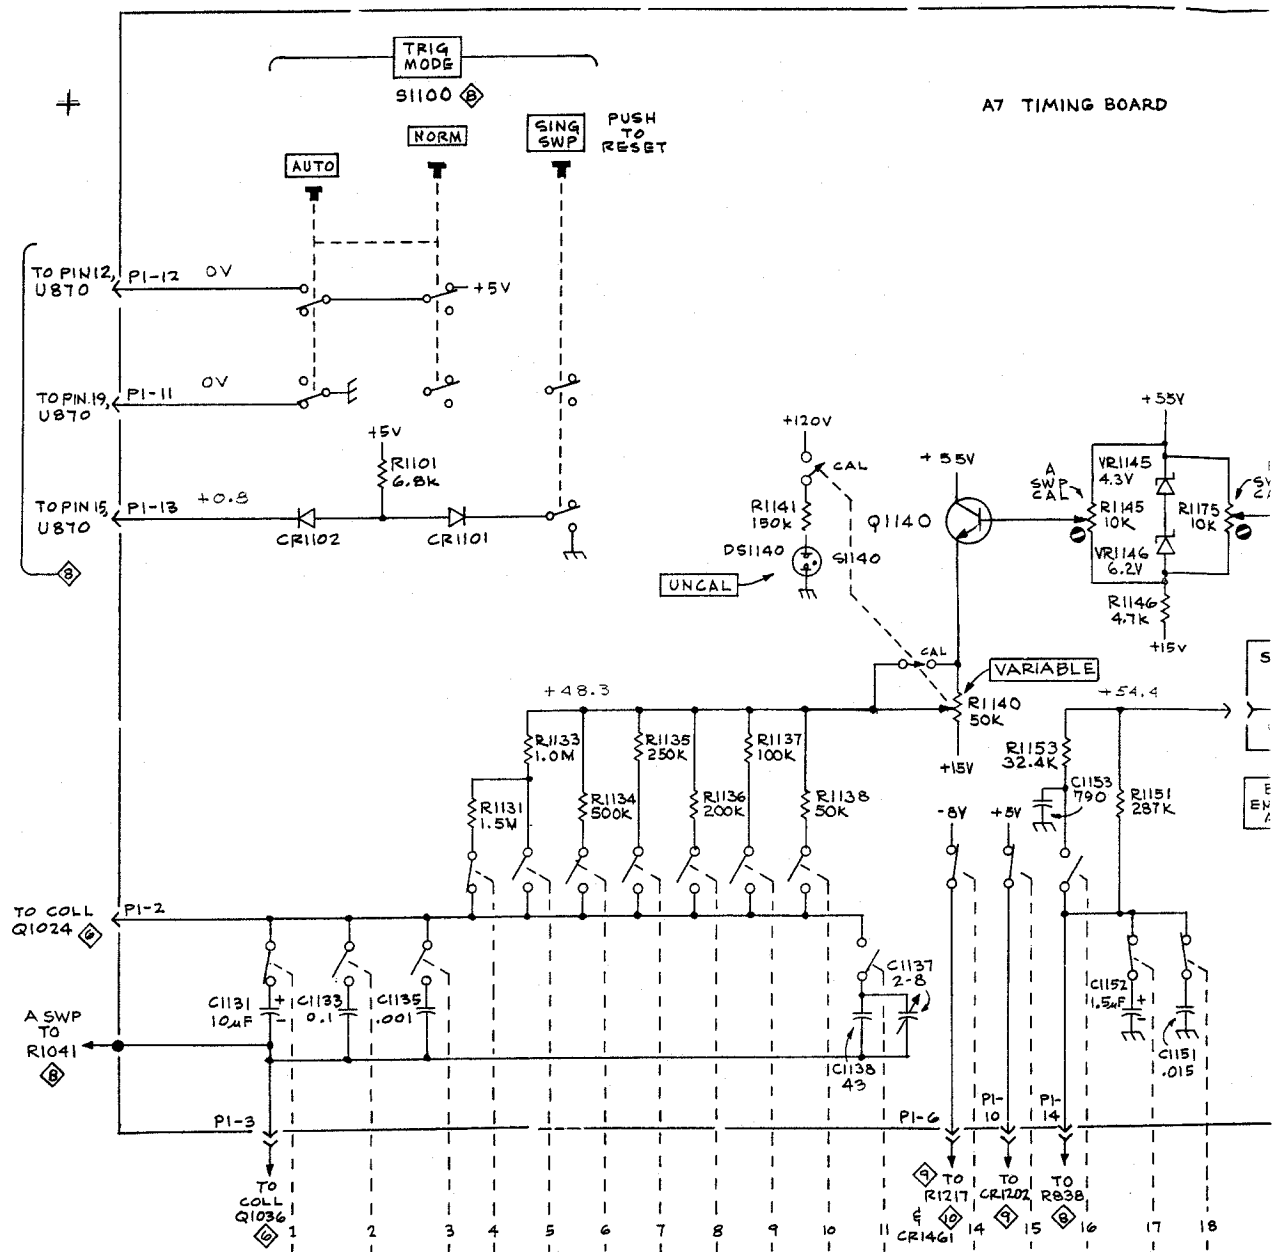 TRIG
MODE
S1100 8
A7 TIMING BOARD
AUTO
NORM
SING
SWP
PUSH
TO
RESET
TO PIN 12,
U870
P1-12
0V
+5V
TO PIN 19,
U870
P1-11
0V
+5V
R1101
6.8K
TO PIN 15,
U870
P1-13
+0.8
CR1102
CR1101
8
+120V
CAL
R1141
150K
DS1140
S1140
UNCAL
+55V
Q1140
A
SWP
CAL
+55V
VR1145
4.3V
R1145
10K
R1175
10K
VR1146
6.2V
R1146
4.7K
+15V
CAL
VARIABLE
R1140
50K
+15V
+48.3
+54.4
R1133
1.0M
R1135
250K
R1137
100K
R1131
1.5M
R1134
500K
R1136
200K
R1138
50K
R1153
32.4K
C1153
790
R1151
287K
-8V
+5V
TO COLL
Q1024 6
P1-2
C1131
10µF
+
-
C1133
0.1
C1135
.001
C1137
2-8
C1138
43
C1152
1.5µF
+
-
C1151
.015
A SWP
TO
R1041
8
P1-3
P1-6
P1-
10
P1-
14
TO
COLL
Q1036
6
9 TO
R1217
& 10
CR1461
TO
CR1202
9
TO
R838
8
1 2 3 4 5 6 7 8 9 10 11 14 15 16 17 18